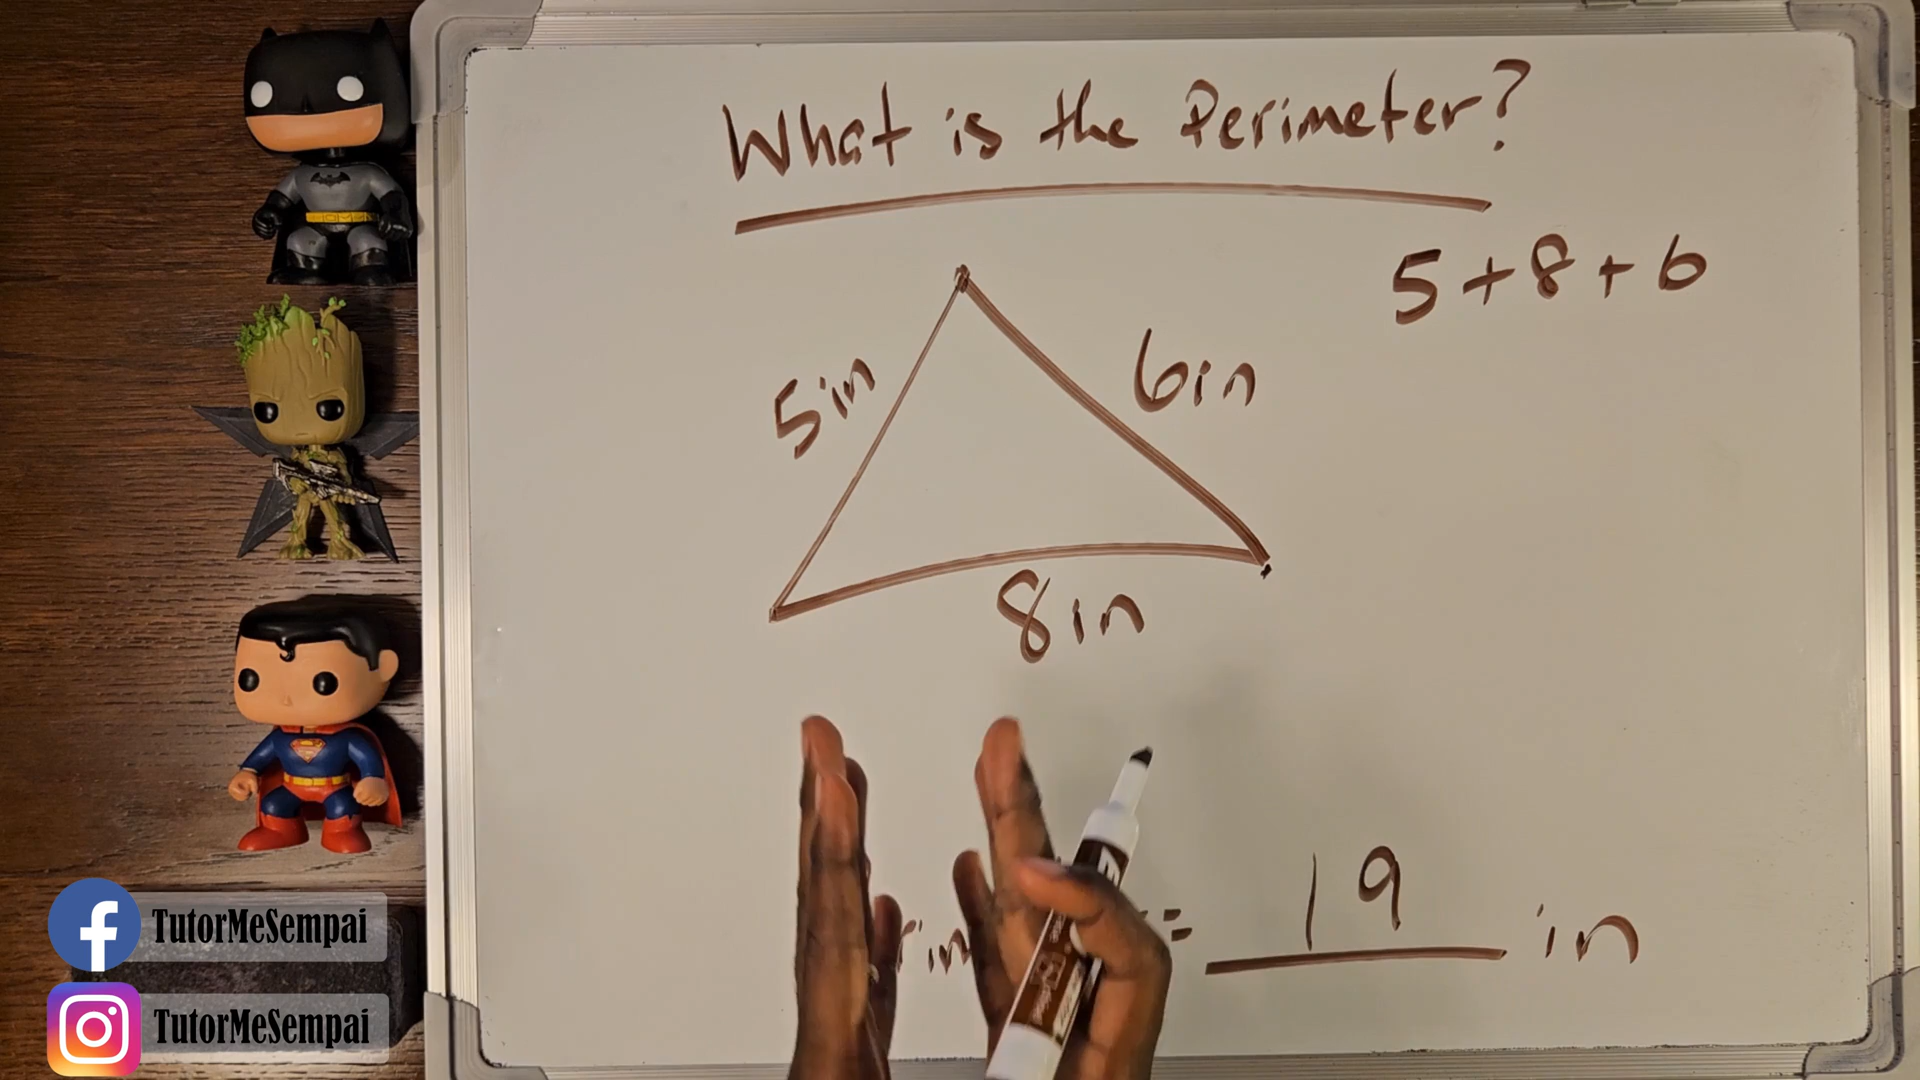 What is the Perimeter?
5+8+6
5in
6in
8in
= 19 in
TutorMeSempai
TutorMeSempai